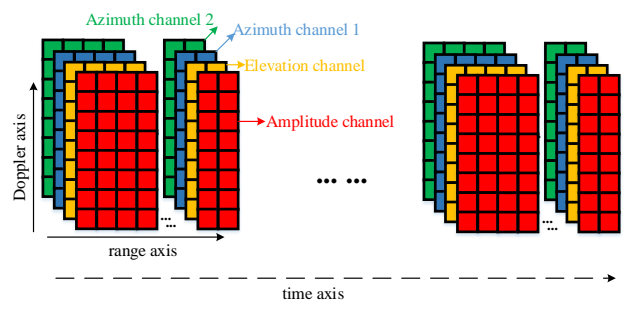 Azimuth channel 2
Azimuth channel 1
Elevation channel
Amplitude channel
Doppler axis
... ...
... ...
... ...
range axis
time axis